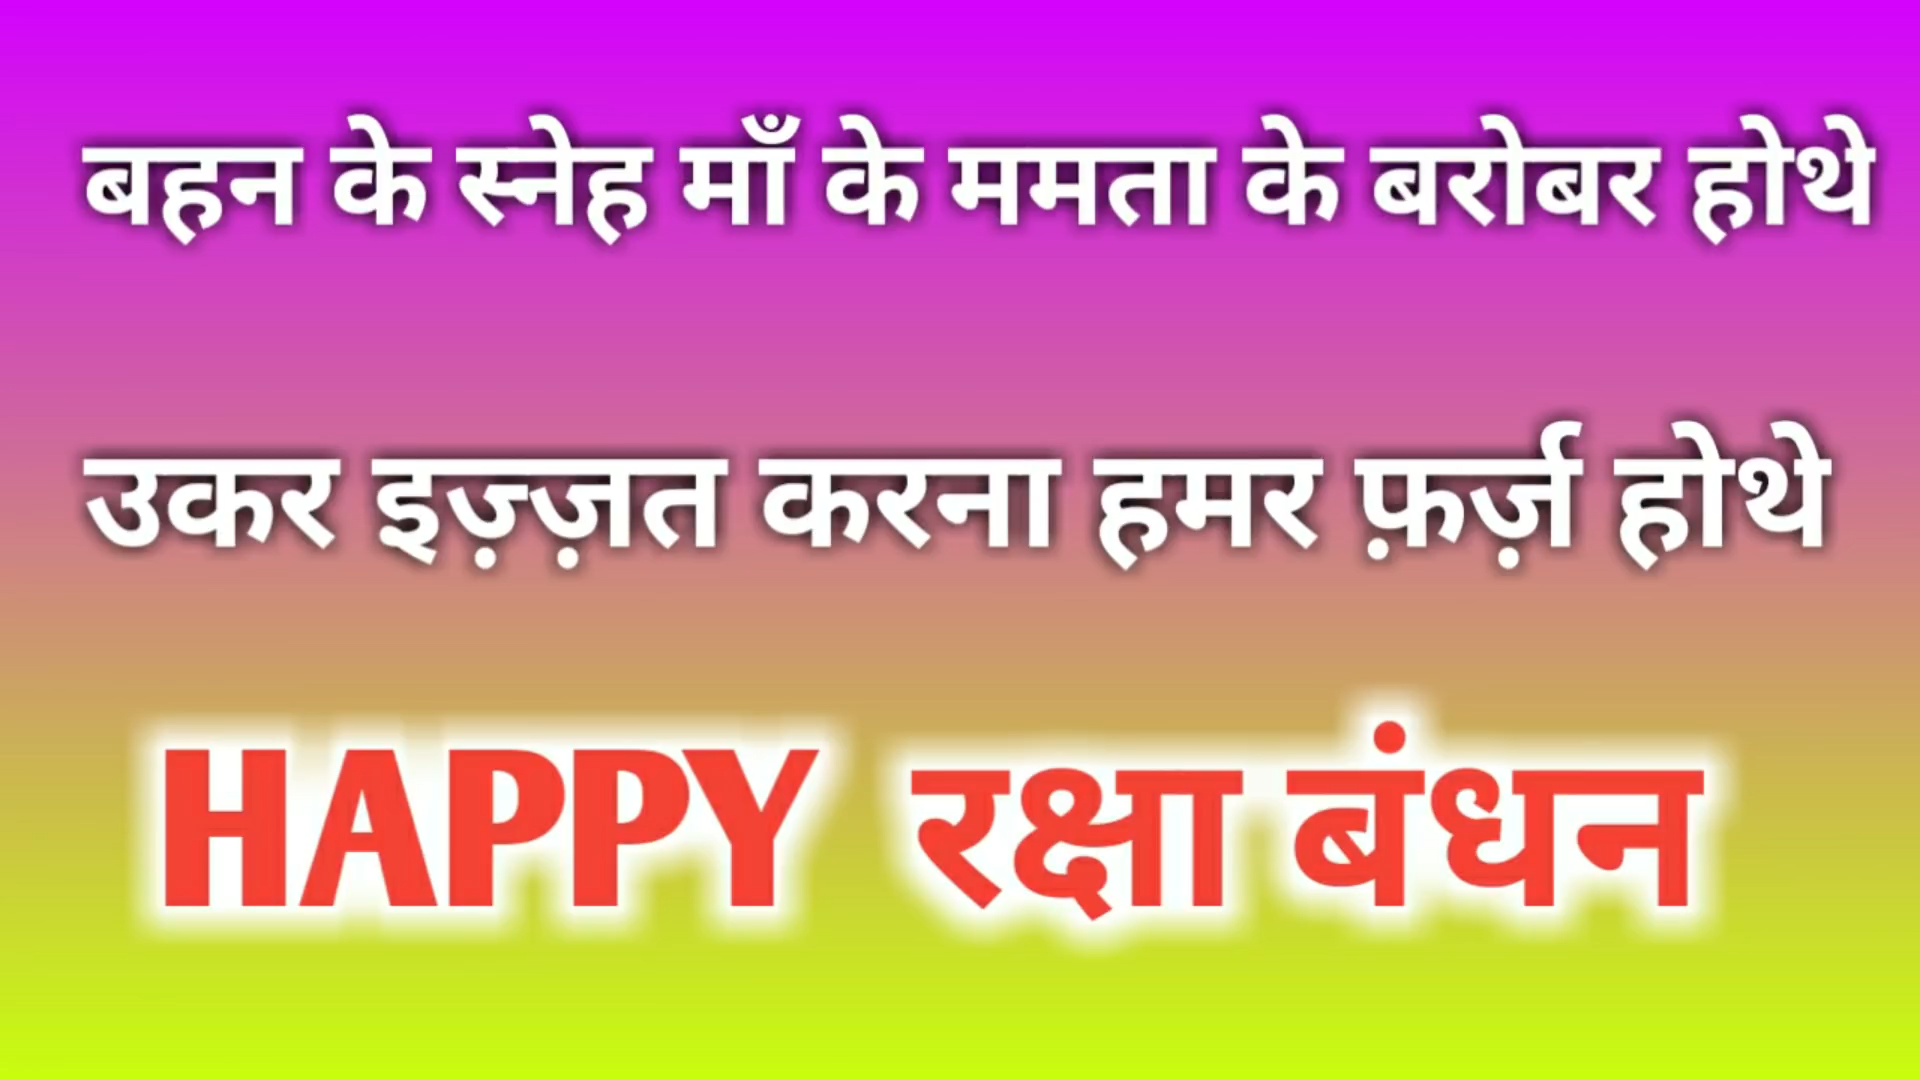 बहन के स्नेह माँ के ममता के बरोबर होथे
उकर इज़्ज़त करना हमर फ़र्ज़ होथे
HAPPY रक्षा बंधन